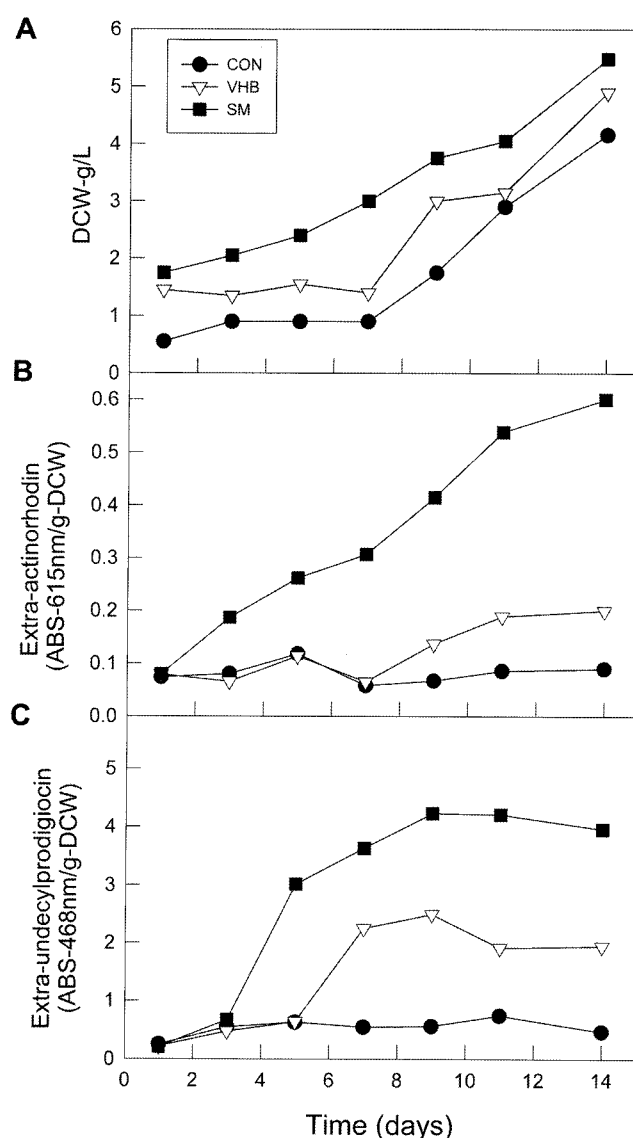 A
6
5
4
3
2
1
0
DCW-g/L
CON
VHB
SM
B
0.6
0.5
0.4
0.3
0.2
0.1
0.0
Extra-actinorhodin
(ABS-615nm/g-DCW)
C
5
4
3
2
1
0
Extra-undecylprodigiocin
(ABS-468nm/g-DCW)
0 2 4 6 8 10 12 14
Time (days)